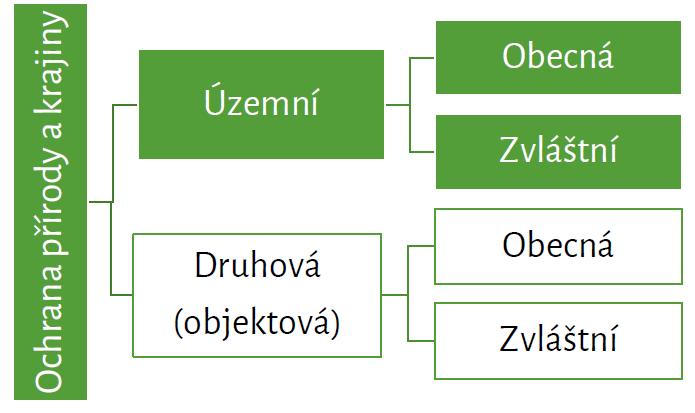 Ochrana přírody a krajiny
Územní
Obecná
Zvláštní
Druhová
(objektová)
Obecná
Zvláštní